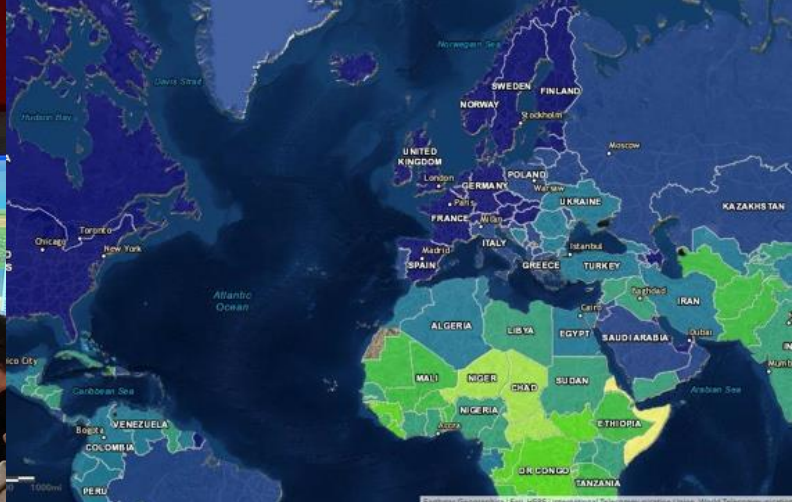 Norwegian Sea
Davis Strait
SWEDEN
FINLAND
NORWAY
Stockholm
Hudson Bay
Moscow
UNITED
KINGDOM
London
POLAND
Warsaw
GERMANY
Paris
UKRAINE
KAZAKHSTAN
FRANCE
Milan
Toronto
Chicago
New York
ITALY
Madrid
SPAIN
Istanbul
GREECE
TURKEY
Atlantic
Ocean
Baghdad
IRAN
Cairo
ALGERIA
LIBYA
EGYPT
SAUDI ARABIA
Dubai
ico City
MALI
NIGER
CHAD
SUDAN
Caribbean Sea
Arabian Sea
NIGERIA
VENEZUELA
Bogota
Accra
ETHIOPIA
COLOMBIA
DR CONGO
TANZANIA
1000mi
PERU